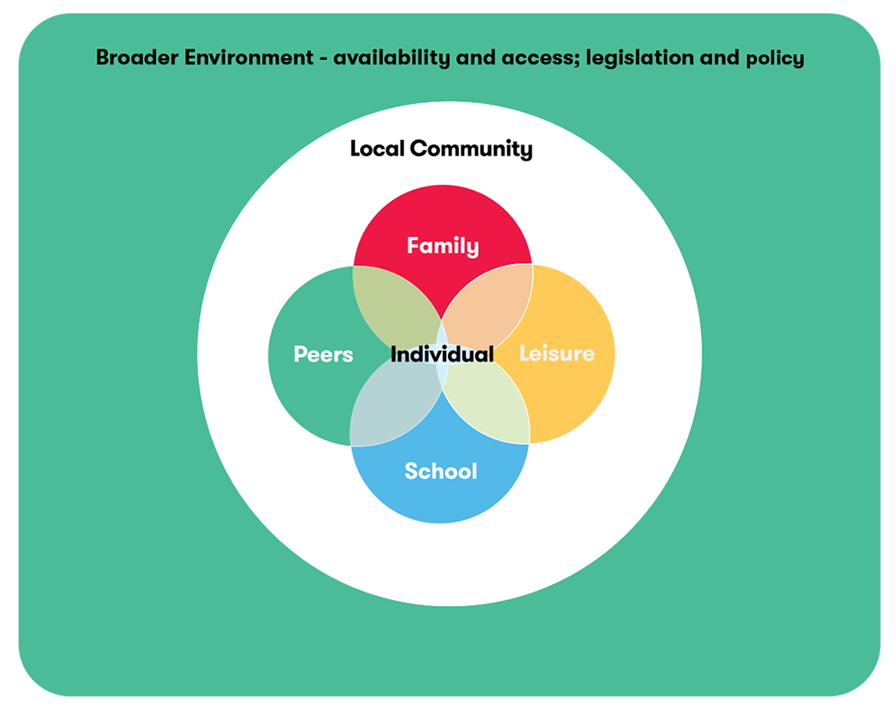 Broader Environment - availability and access; legislation and policy
Local Community
Family
Peers
Individual
Leisure
School